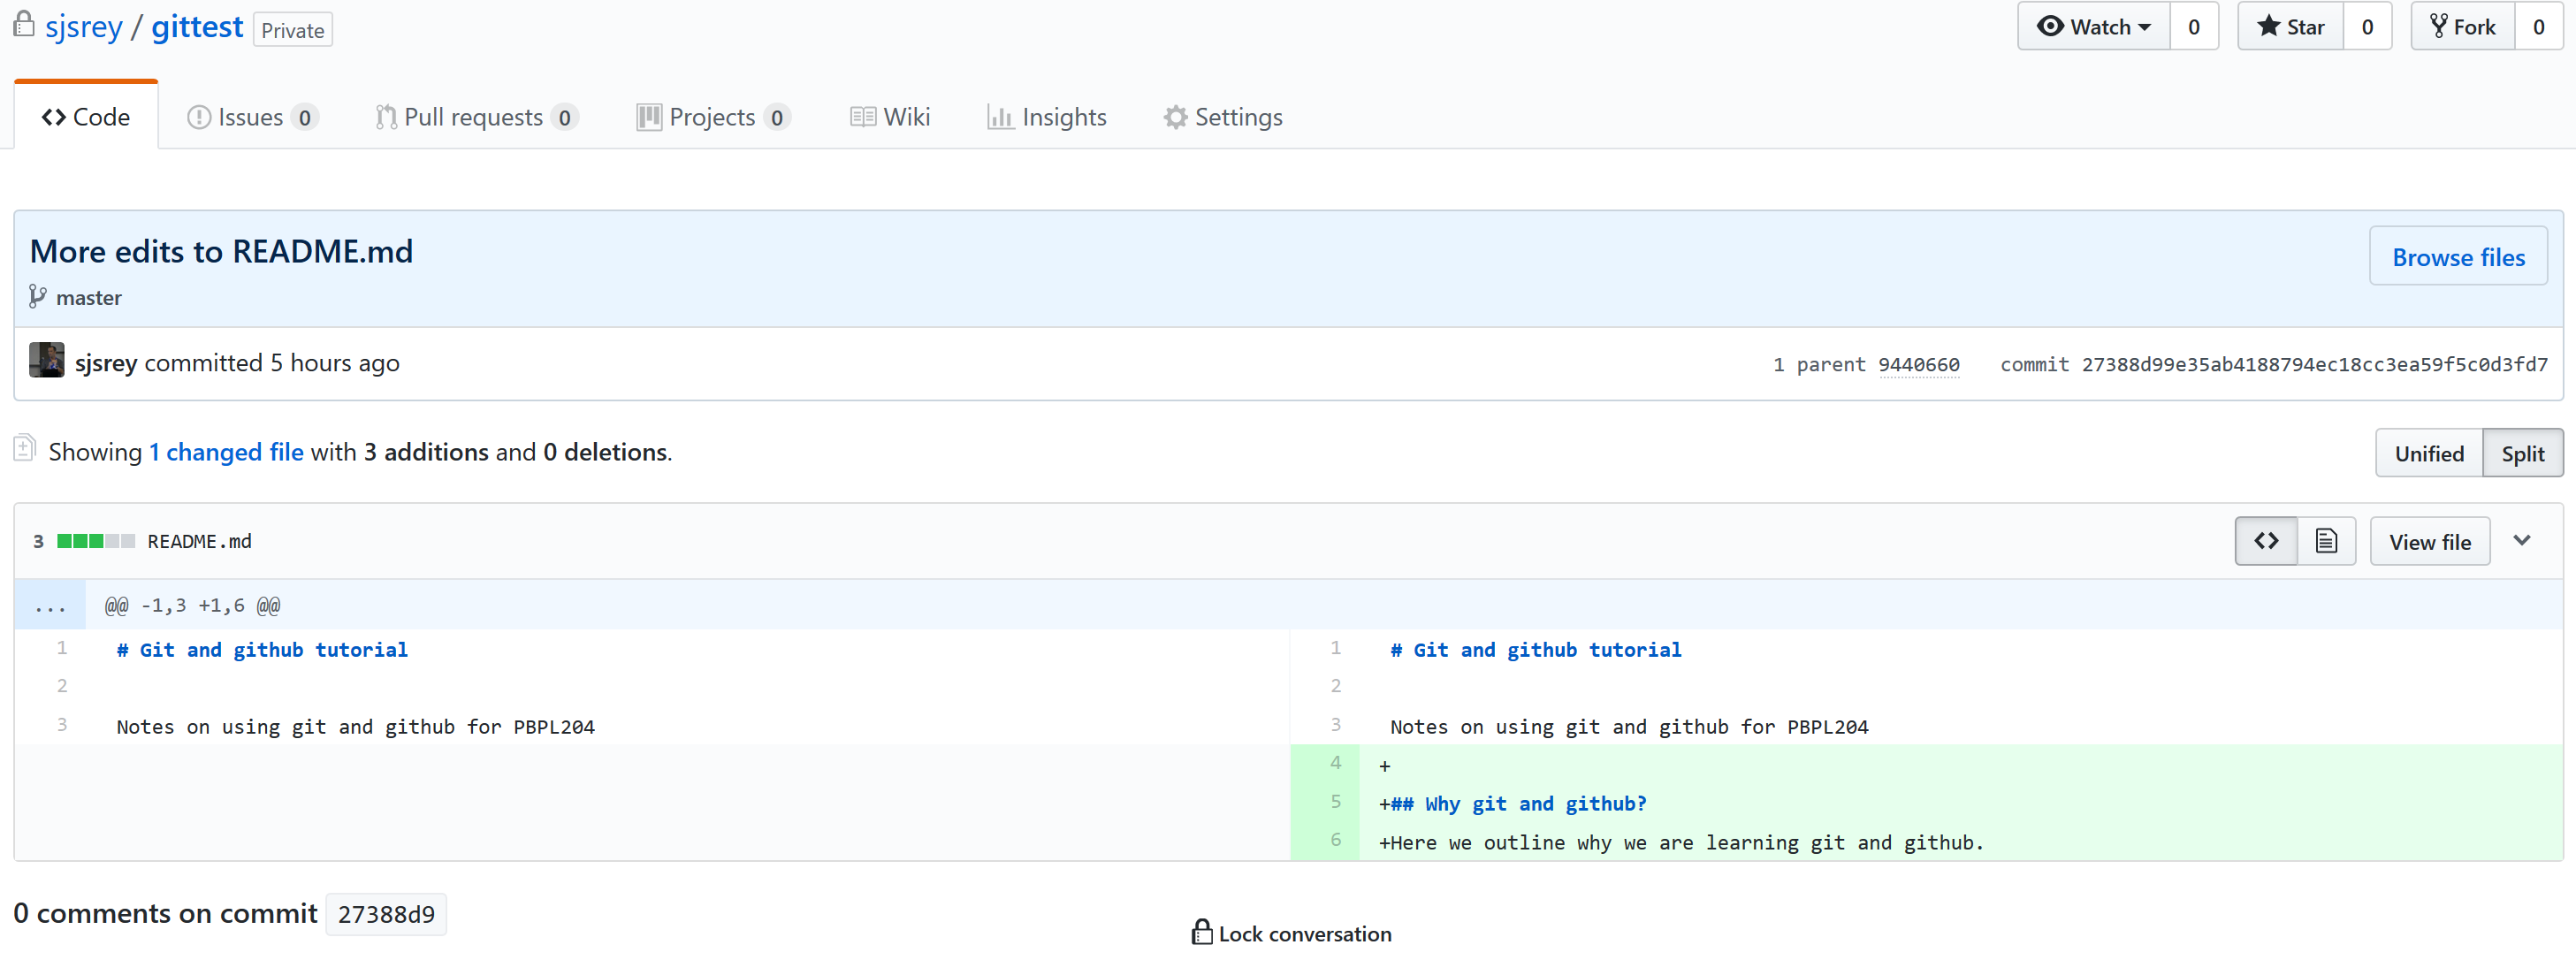 sjsrey / gittest Private Watch 0 Star 0 Fork 0
Code Issues 0 Pull requests 0 Projects 0 Wiki Insights Settings
More edits to README.md Browse files
master
sjsrey committed 5 hours ago 1 parent 9440660 commit 27388d99e35ab4188794ec18cc3ea59f5c0d3fd7
Showing 1 changed file with 3 additions and 0 deletions. Unified Split
3 README.md <> View file
... @@ -1,3 +1,6 @@
1 # Git and github tutorial 1 # Git and github tutorial
2 2
3 Notes on using git and github for PBPL204 3 Notes on using git and github for PBPL204
4 +
5 +## Why git and github?
6 +Here we outline why we are learning git and github.
0 comments on commit 27388d9
Lock conversation